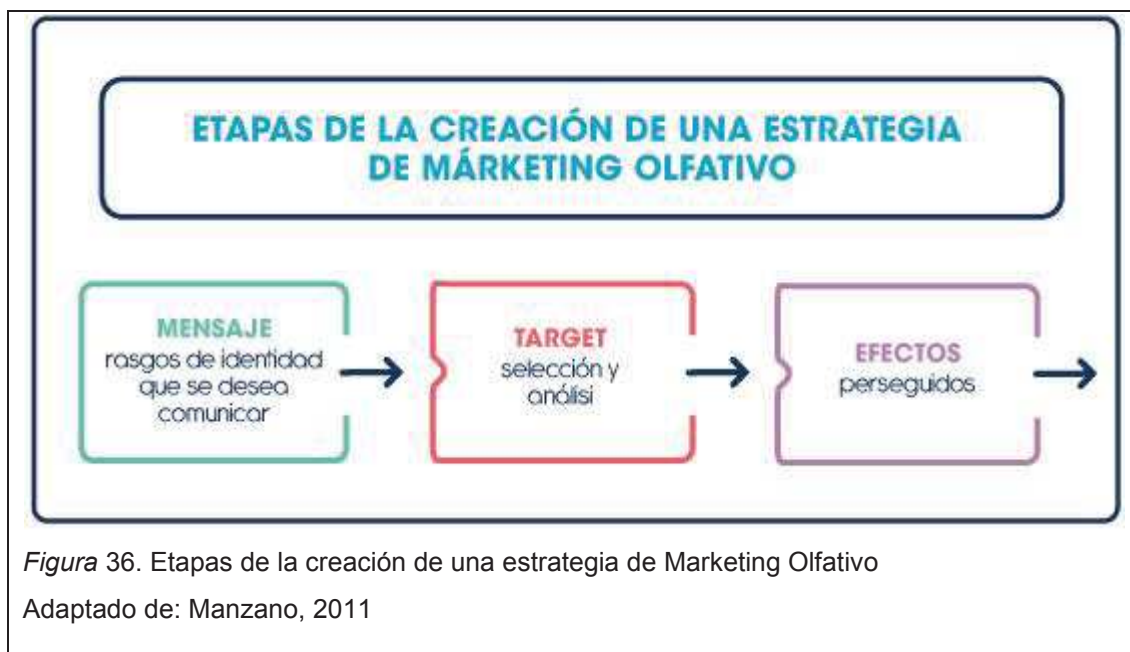 ETAPAS DE LA CREACIÓN DE UNA ESTRATEGIA
DE MÁRKETING OLFATIVO
MENSAJE
rasgos de identidad
que se desea
comunicar
TARGET
selección y
análisi
EFECTOS
perseguidos
Figura 36. Etapas de la creación de una estrategia de Marketing Olfativo
Adaptado de: Manzano, 2011